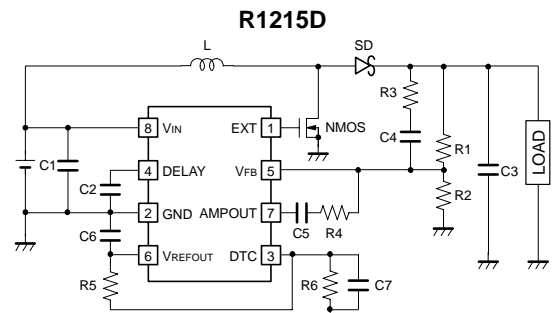 R1215D
L
SD
R3
8 VIN
EXT 1
NMOS
C4
R1
C1
4 DELAY
VFB 5
C3
LOAD
C2
R2
2 GND
AMPOUT 7
C5
R4
C6
6 VREFOUT
DTC 3
R5
R6
C7